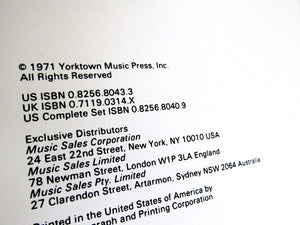 © 1971 Yorktown Music Press, Inc.
All Rights Reserved
US ISBN 0.8256.8043.3
UK ISBN 0.7119.0314.X
US Complete Set ISBN 0.8256.8040.9
Exclusive Distributors
Music Sales Corporation
24 East 22nd Street, New York, NY 10010 USA
Music Sales Limited
78 Newman Street, London W1P 3LA England
Music Sales Pty. Limited
27 Clarendon Street, Artarmon, Sydney NSW 2064 Australia
Printed in the United States of America by
graph and Printing Corporation